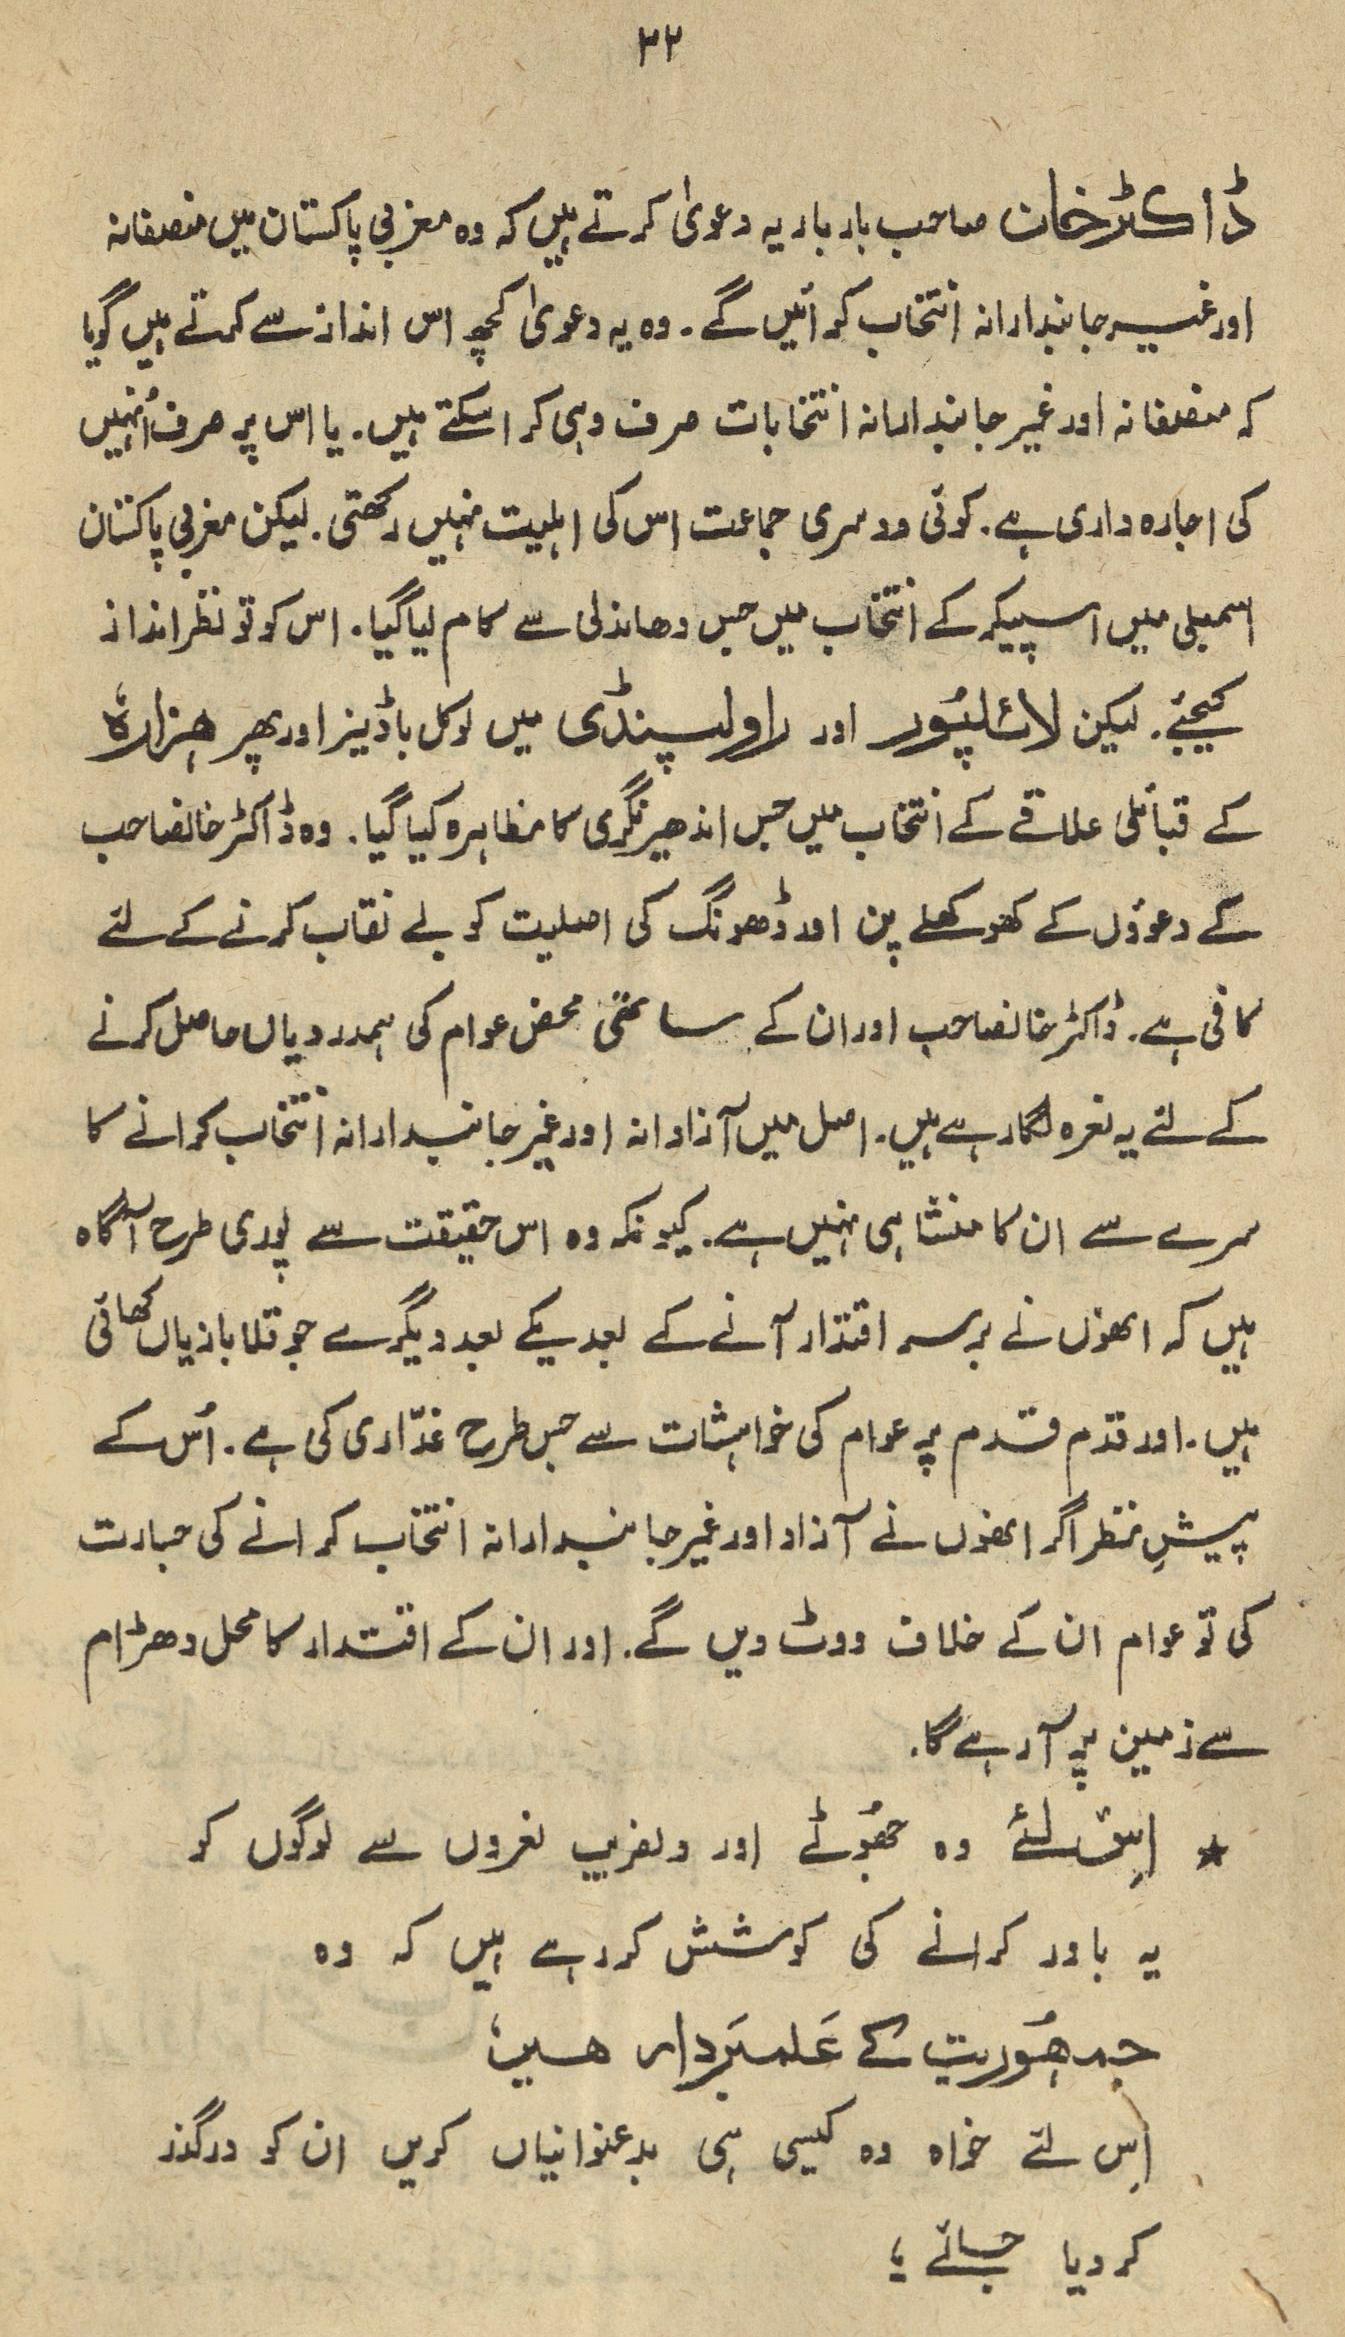 ۳۲
ڈاکٹر خان صاحب بار بار یہ دعویٰ کرتے ہیں کہ وہ مغربی پاکستان میں منصفانہ
اور غیر جانبدارانہ انتخاب کرائیں گے۔ وہ یہ دعویٰ کچھ اس انداز سے کرتے ہیں گویا
کہ منصفانہ اور غیر جانبدارانہ انتخابات صرف وہی کرا سکتے ہیں۔ یا اس پر صرف اُنہیں
کی اجارہ داری ہے۔ کوئی دوسری جماعت اس کی اہلیت نہیں رکھتی۔ لیکن مغربی پاکستان
اسمبلی میں اسپیکر کے انتخاب میں جس دھاندلی سے کام لیا گیا۔ اس کو تو نظر انداز
کیجئے۔ لیکن لائلپُور اور راولپنڈی میں لوکل باڈیز اور پھر ہزارہ
کے قبائلی علاقے کے انتخاب میں جس اندھیر نگری کا مظاہرہ کیا گیا۔ وہ ڈاکٹر خانصاحب
کے دعوؤں کے کھوکھلے پن اور ڈھونگ کی اصلیت کو بے نقاب کرنے کے لئے
کافی ہے۔ ڈاکٹر خانصاحب اور ان کے ساتھی محض عوام کی ہمدردیاں حاصل کرنے
کے لئے یہ نعرہ لگا رہے ہیں۔ اصل میں آزادانہ اور غیر جانبدارانہ انتخاب کرانے کا
سرے سے ان کا منشا ہی نہیں ہے۔ کیونکہ وہ اس حقیقت سے پوری طرح آگاہ
ہیں کہ انھوں نے برسر اقتدار آنے کے بعد یکے بعد دیگرے جو قلابازیاں کھائی
ہیں۔ اور قدم قدم پر عوام کی خواہشات سے جس طرح غدّاری کی ہے۔ اُس کے
پیشِ نظر اگر انھوں نے آزاد اور غیر جانبدارانہ انتخاب کرانے کی جسارت
کی تو عوام ان کے خلاف ووٹ دیں گے۔ اور ان کے اقتدار کا محل دھڑام
سے زمین پر آ رہے گا۔
★ اِس لئے وہ جھُوٹے اور دلفریب نعروں سے لوگوں کو
یہ باور کرانے کی کوشش کر رہے ہیں کہ وہ
جمہُوریت کے عَلمبَردار ہیں،
اِس لئے خواہ وہ کیسی ہی بدعنوانیاں کریں ان کو درگذر
کر دیا جائے؛